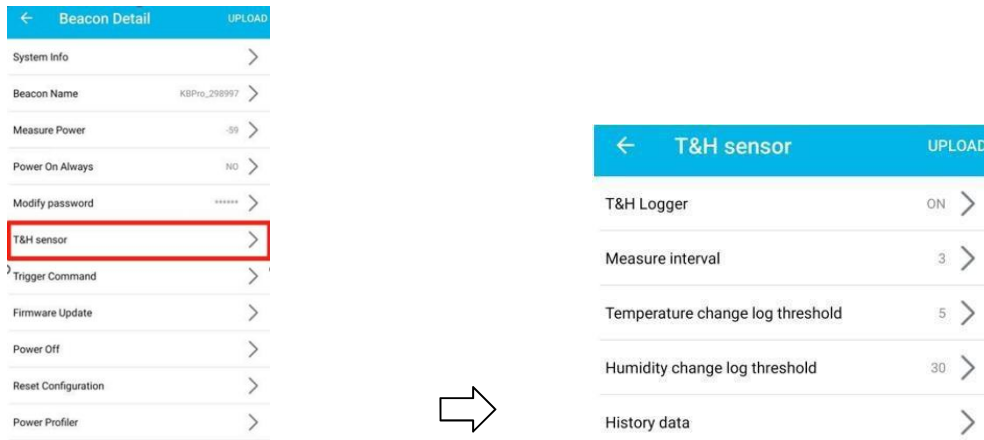 Beacon Detail UPLOAD
System Info
Beacon Name KBPro_298997
Measure Power -59
Power On Always NO
Modify password ******
T&H sensor
Trigger Command
Firmware Update
Power Off
Reset Configuration
Power Profiler
T&H sensor UPLOAD
T&H Logger ON
Measure interval 3
Temperature change log threshold 5
Humidity change log threshold 30
History data